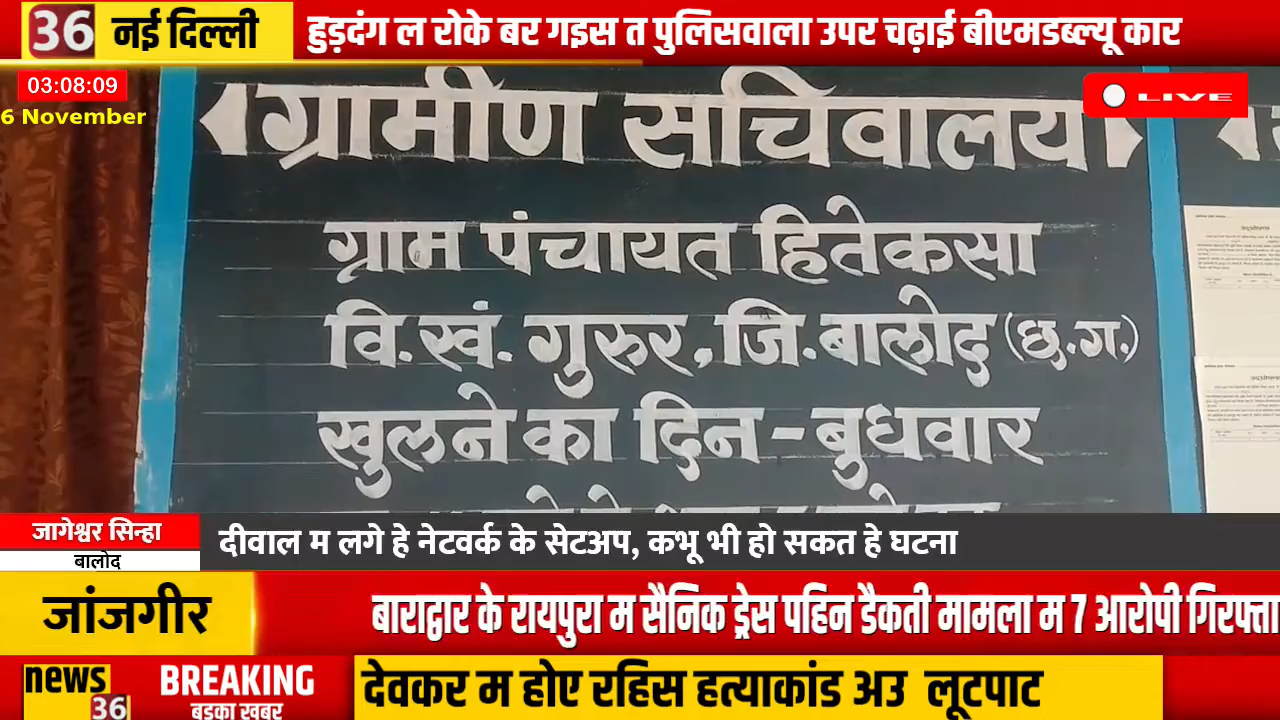 36 नई दिल्ली हुड़दंग ल रोके बर गइस त पुलिसवाला उपर चढ़ाई बीएमडब्ल्यू कार
03:08:09
6 November
LIVE
ग्रामीण सचिवालय
ग्राम पंचायत हितेकसा
वि.खं. गुरुर, जि.बालोद (छ.ग.)
खुलने का दिन - बुधवार
जागेश्वर सिन्हा
बालोद
दीवाल म लगे हे नेटवर्क के सेटअप, कभू भी हो सकत हे घटना
जांजगीर बाराद्वार के रायपुरा म सैनिक ड्रेस पहिन डैकती मामला म 7 आरोपी गिरफ्ता
news 36
BREAKING
बड़का खबर
देवकर म होए रहिस हत्याकांड अउ लूटपाट